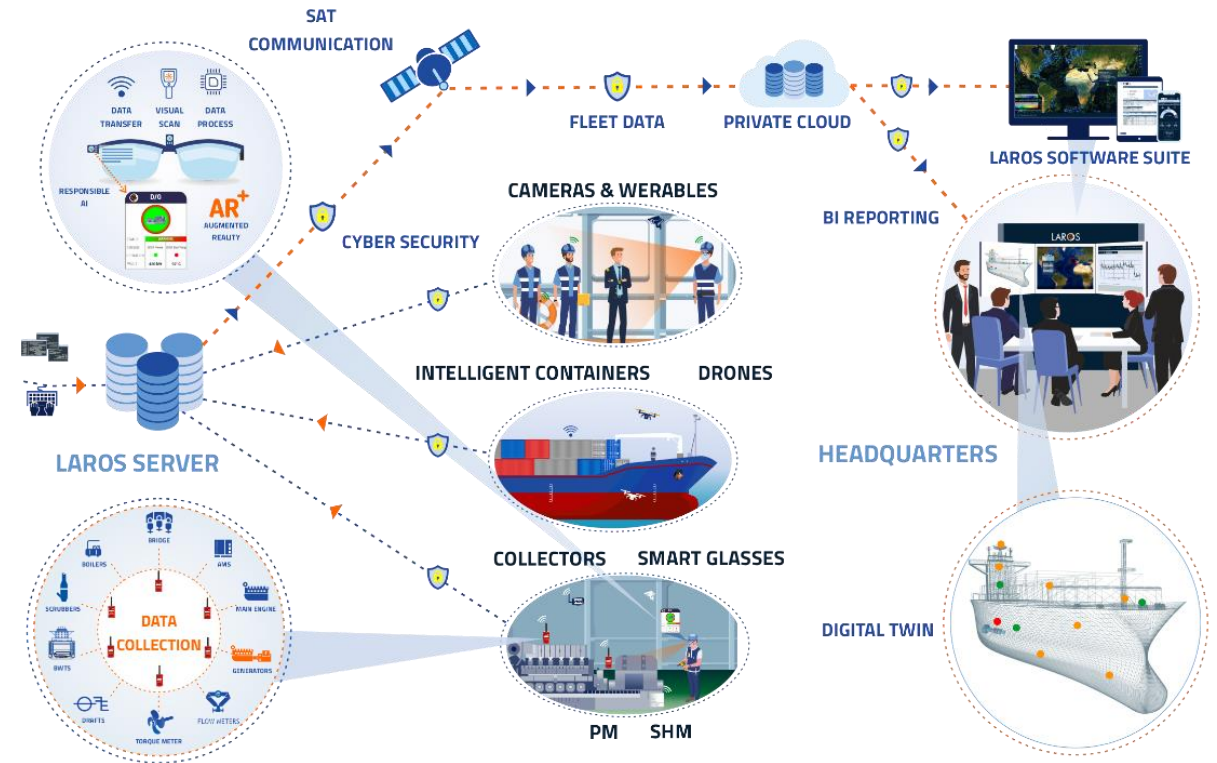 SAT
COMMUNICATION
DATA
TRANSFER
VISUAL
SCAN
DATA
PROCESS
RESPONSIBLE
AI
D/G
AR+
AUGMENTED
REALITY
FLEET DATA
PRIVATE CLOUD
LAROS SOFTWARE SUITE
CYBER SECURITY
CAMERAS & WERABLES
BI REPORTING
LAROS
INTELLIGENT CONTAINERS
DRONES
LAROS SERVER
HEADQUARTERS
COLLECTORS
SMART GLASSES
BRIDGE
BOILERS
AMS
SCRUBBERS
MAIN ENGINE
DATA
COLLECTION
BWTS
GENERATORS
DRAFTS
FLOW METERS
TORQUE METER
DIGITAL TWIN
PM
SHM